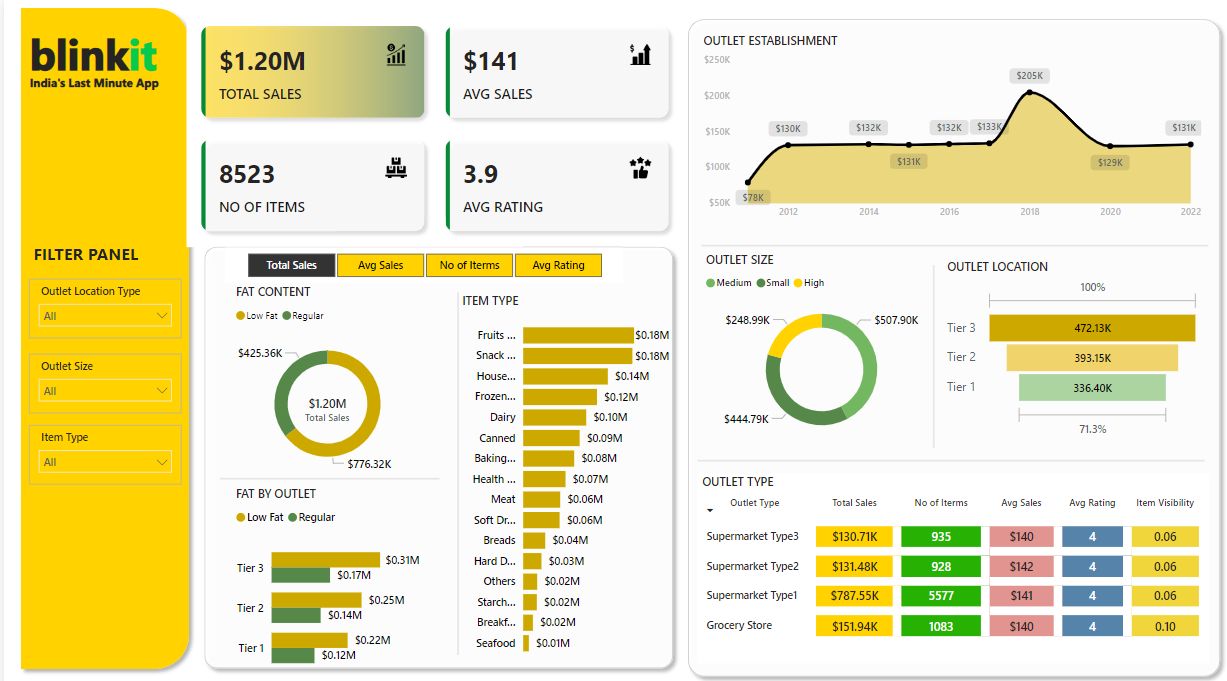 blinkit
India's Last Minute App
FILTER PANEL
Outlet Location Type
All
Outlet Size
All
Item Type
All
$1.20M
TOTAL SALES
$141
AVG SALES
8523
NO OF ITEMS
3.9
AVG RATING
Total Sales Avg Sales No of Iterms Avg Rating
FAT CONTENT
Low Fat Regular
$425.36K
$1.20M
Total Sales
$776.32K
FAT BY OUTLET
Low Fat Regular
Tier 3 $0.31M
$0.17M
Tier 2 $0.25M
$0.14M
Tier 1 $0.22M
$0.12M
ITEM TYPE
Fruits ... $0.18M
Snack ... $0.18M
House... $0.14M
Frozen... $0.12M
Dairy $0.10M
Canned $0.09M
Baking... $0.08M
Health ... $0.07M
Meat $0.06M
Soft Dr... $0.06M
Breads $0.04M
Hard D... $0.03M
Others $0.02M
Starch... $0.02M
Breakf... $0.02M
Seafood $0.01M
OUTLET ESTABLISHMENT
$250K
$200K
$150K
$100K
$50K
$78K
$130K
$132K
$131K
$132K
$133K
$205K
$129K
$131K
2012 2014 2016 2018 2020 2022
OUTLET SIZE
Medium Small High
$248.99K
$507.90K
$444.79K
OUTLET LOCATION
100%
Tier 3 472.13K
Tier 2 393.15K
Tier 1 336.40K
71.3%
OUTLET TYPE
Outlet Type Total Sales No of Iterms Avg Sales Avg Rating Item Visibility
Supermarket Type3 $130.71K 935 $140 4 0.06
Supermarket Type2 $131.48K 928 $142 4 0.06
Supermarket Type1 $787.55K 5577 $141 4 0.06
Grocery Store $151.94K 1083 $140 4 0.10